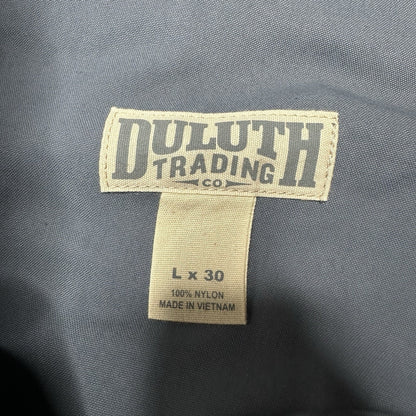 DULUTH
TRADING
CO
L x 30
100% NYLON
MADE IN VIETNAM